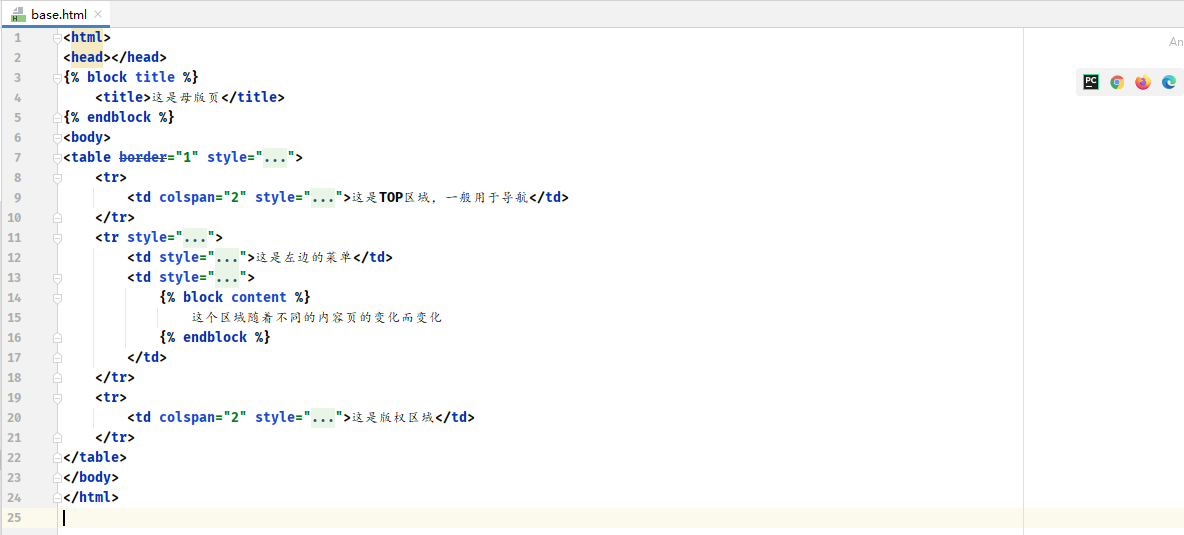 base.html
An
1 <html>
2 <head></head>
3 {% block title %}
4     <title>这是母版页</title>
5 {% endblock %}
6 <body>
7 <table border="1" style="...">
8     <tr>
9         <td colspan="2" style="...">这是TOP区域，一般用于导航</td>
10     </tr>
11     <tr style="...">
12         <td style="...">这是左边的菜单</td>
13         <td style="...">
14             {% block content %}
15                 这个区域随着不同的内容页的变化而变化
16             {% endblock %}
17         </td>
18     </tr>
19     <tr>
20         <td colspan="2" style="...">这是版权区域</td>
21     </tr>
22 </table>
23 </body>
24 </html>
25